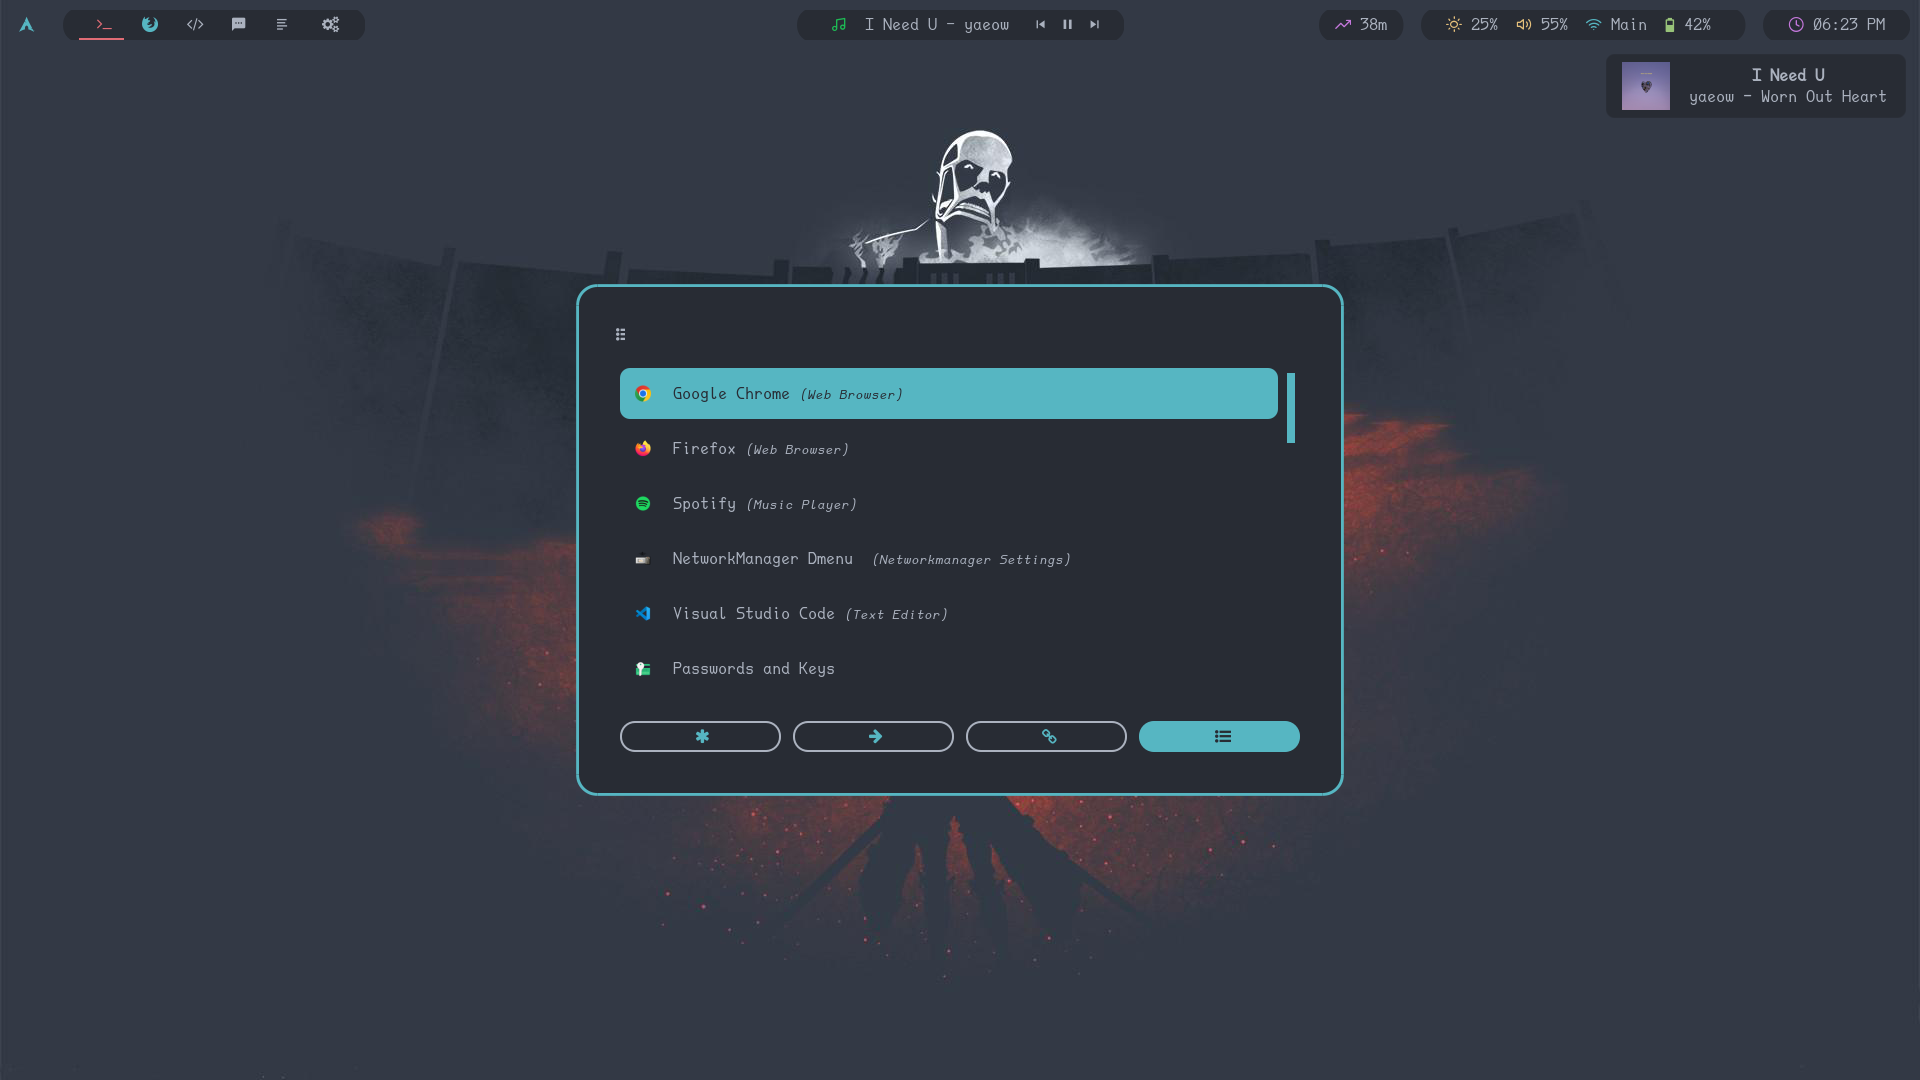 I Need U - yaeow
38m
25% 55% Main 42%
06:23 PM
I Need U
yaeow - Worn Out Heart
Google Chrome (Web Browser)
Firefox (Web Browser)
Spotify (Music Player)
NetworkManager Dmenu (Networkmanager Settings)
Visual Studio Code (Text Editor)
Passwords and Keys